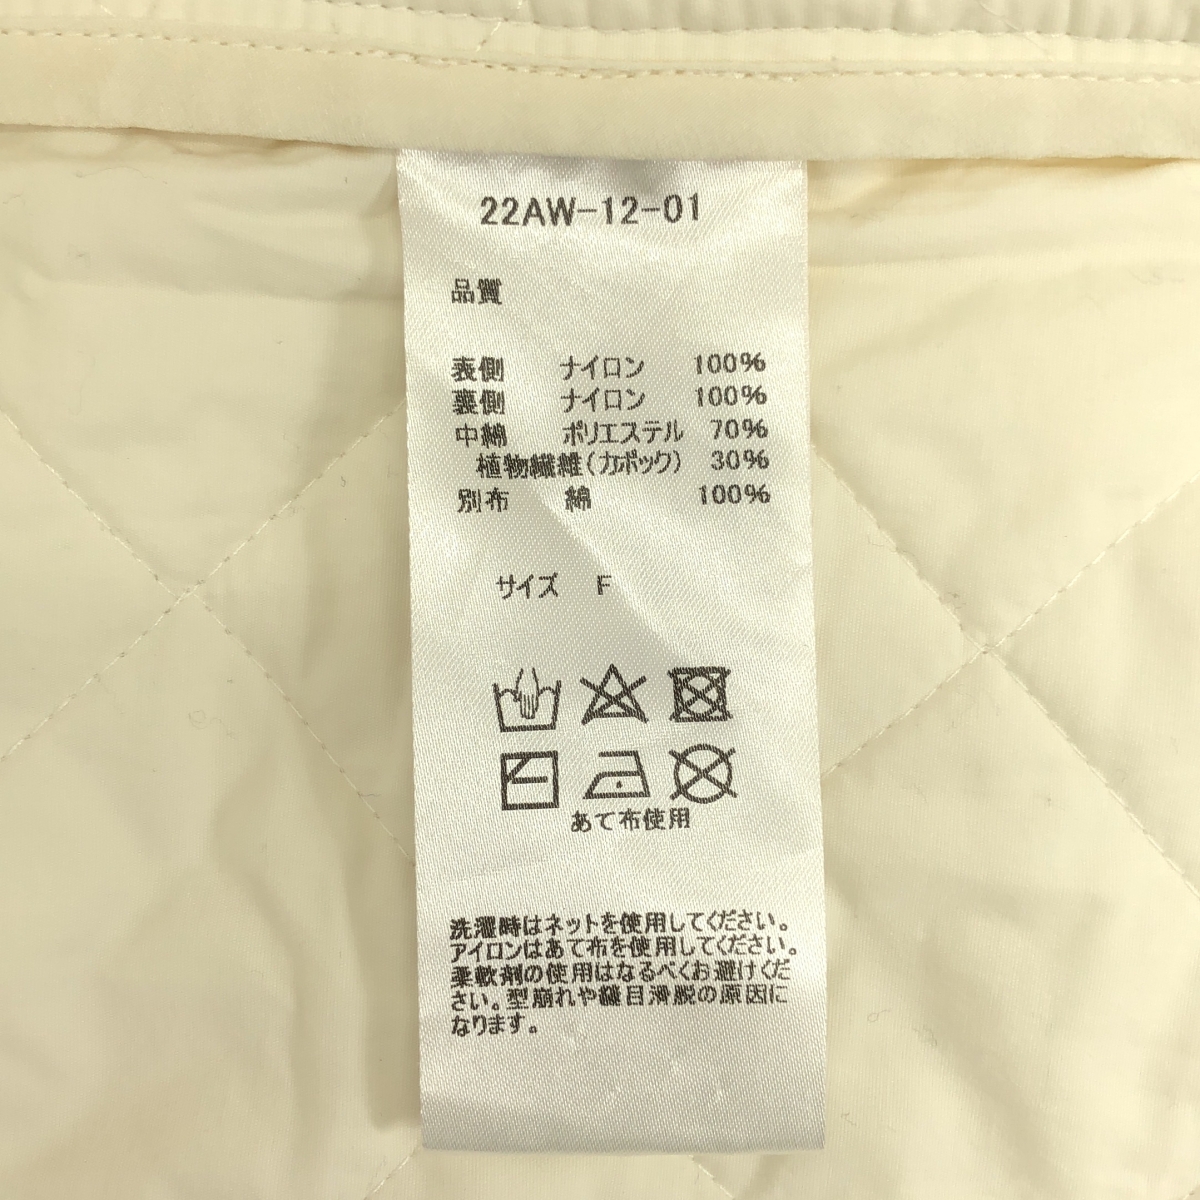 22AW-12-01
品質
表側 ナイロン 100%
裏側 ナイロン 100%
中綿 ポリエステル 70%
植物繊維(カポック) 30%
別布 綿 100%
サイズ F
あて布使用
洗濯時はネットを使用してください。
アイロンはあて布を使用してください。
柔軟剤の使用はなるべくお避けくだ
さい。型崩れや縫目滑脱の原因に
なります。